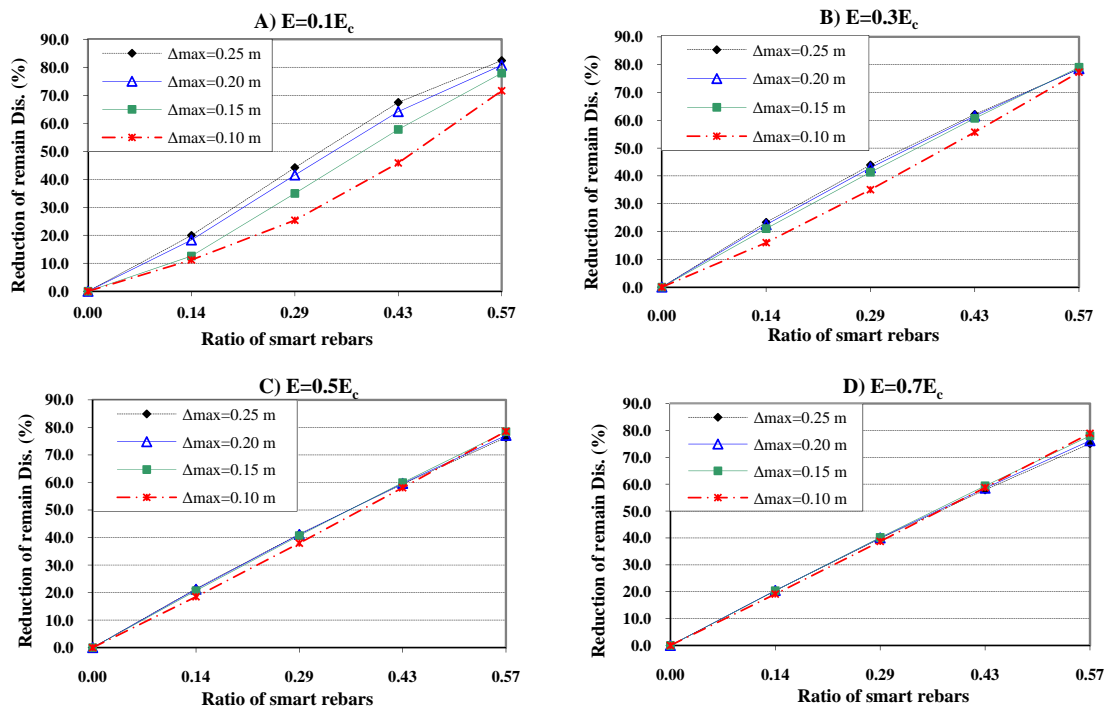 A) E=0.1Ec
Reduction of remain Dis. (%)
90.0
80.0
70.0
60.0
50.0
40.0
30.0
20.0
10.0
0.0
Δmax=0.25 m
Δmax=0.20 m
Δmax=0.15 m
Δmax=0.10 m
0.00 0.14 0.29 0.43 0.57
Ratio of smart rebars
B) E=0.3Ec
Reduction of remain Dis. (%)
90.0
80.0
70.0
60.0
50.0
40.0
30.0
20.0
10.0
0.0
Δmax=0.25 m
Δmax=0.20 m
Δmax=0.15 m
Δmax=0.10 m
0.00 0.14 0.29 0.43 0.57
Ratio of smart rebars
C) E=0.5Ec
Reduction of remain Dis. (%)
90.0
80.0
70.0
60.0
50.0
40.0
30.0
20.0
10.0
0.0
Δmax=0.25 m
Δmax=0.20 m
Δmax=0.15 m
Δmax=0.10 m
0.00 0.14 0.29 0.43 0.57
Ratio of smart rebars
D) E=0.7Ec
Reduction of remain Dis. (%)
90.0
80.0
70.0
60.0
50.0
40.0
30.0
20.0
10.0
0.0
Δmax=0.25 m
Δmax=0.20 m
Δmax=0.15 m
Δmax=0.10 m
0.00 0.14 0.29 0.43 0.57
Ratio of smart rebars